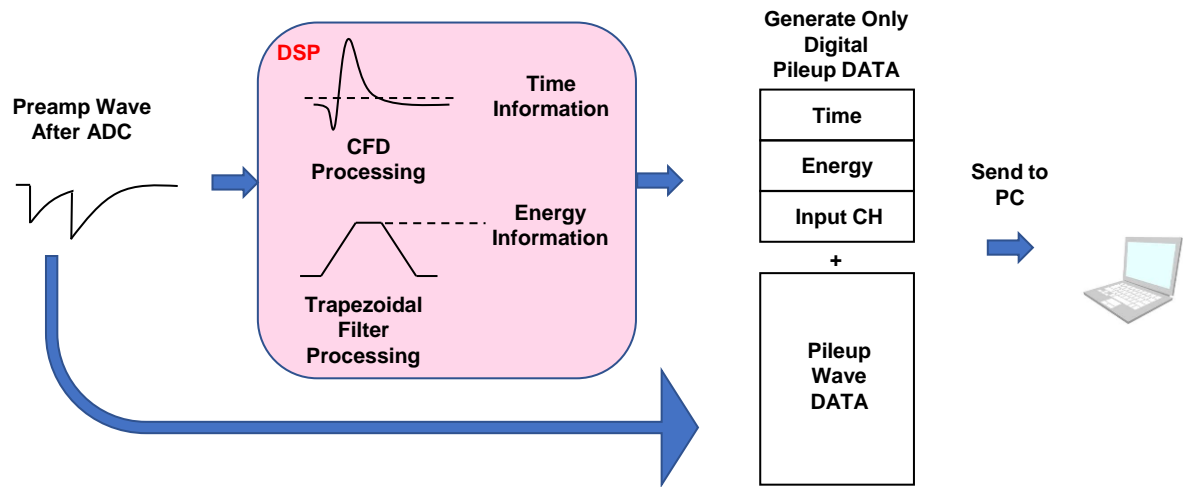 Preamp Wave
After ADC
DSP
CFD
Processing
Time
Information
Trapezoidal
Filter
Processing
Energy
Information
Generate Only
Digital
Pileup DATA
Time
Energy
Input CH
+
Pileup
Wave
DATA
Send to
PC